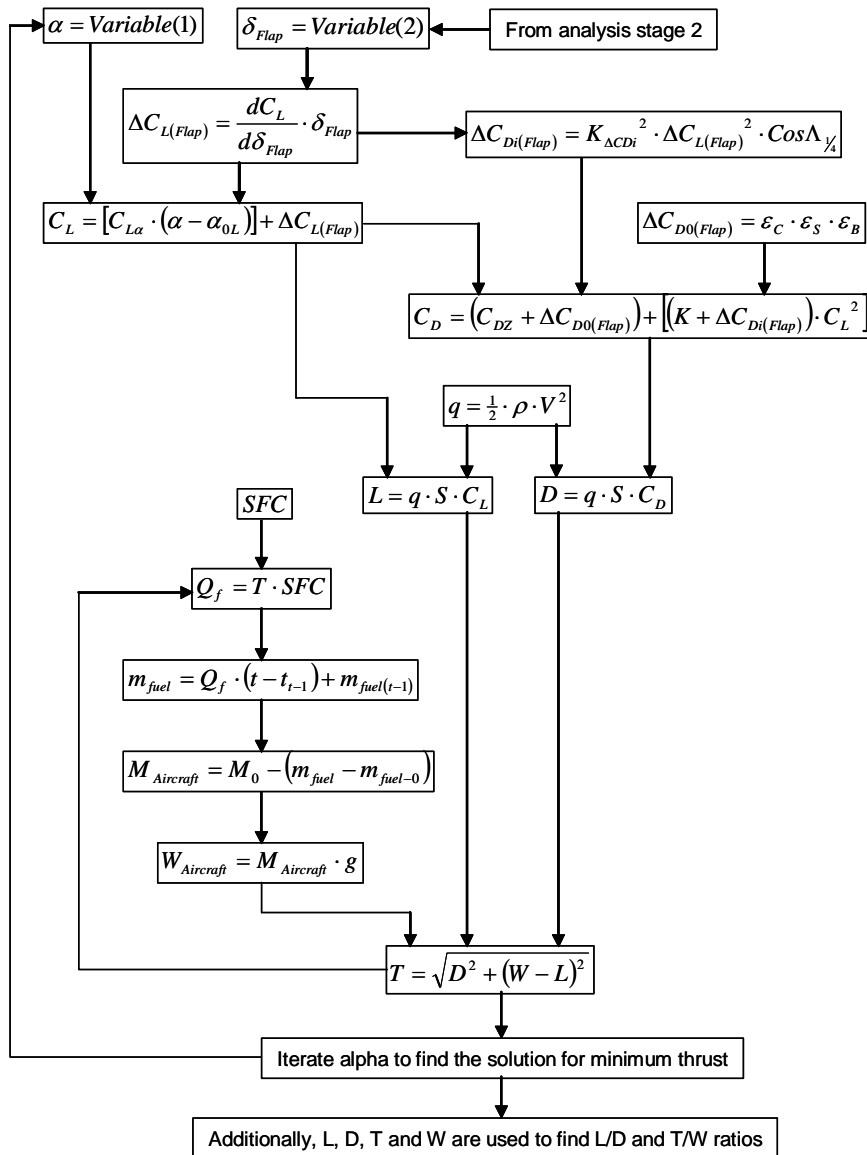 α = Variable(1)
δ_Flap = Variable(2)
From analysis stage 2
ΔC_L(Flap) = dC_L / dδ_Flap · δ_Flap
ΔC_Di(Flap) = K_ΔCDi² · ΔC_L(Flap)² · CosΛ_¼
C_L = [C_Lα · (α − α_0L)] + ΔC_L(Flap)
ΔC_D0(Flap) = ε_C · ε_S · ε_B
C_D = (C_DZ + ΔC_D0(Flap)) + [(K + ΔC_Di(Flap)) · C_L²]
q = ½ · ρ · V²
L = q · S · C_L
D = q · S · C_D
SFC
Q_f = T · SFC
m_fuel = Q_f · (t − t_t−1) + m_fuel(t−1)
M_Aircraft = M_0 − (m_fuel − m_fuel−0)
W_Aircraft = M_Aircraft · g
T = √(D² + (W − L)²)
Iterate alpha to find the solution for minimum thrust
Additionally, L, D, T and W are used to find L/D and T/W ratios